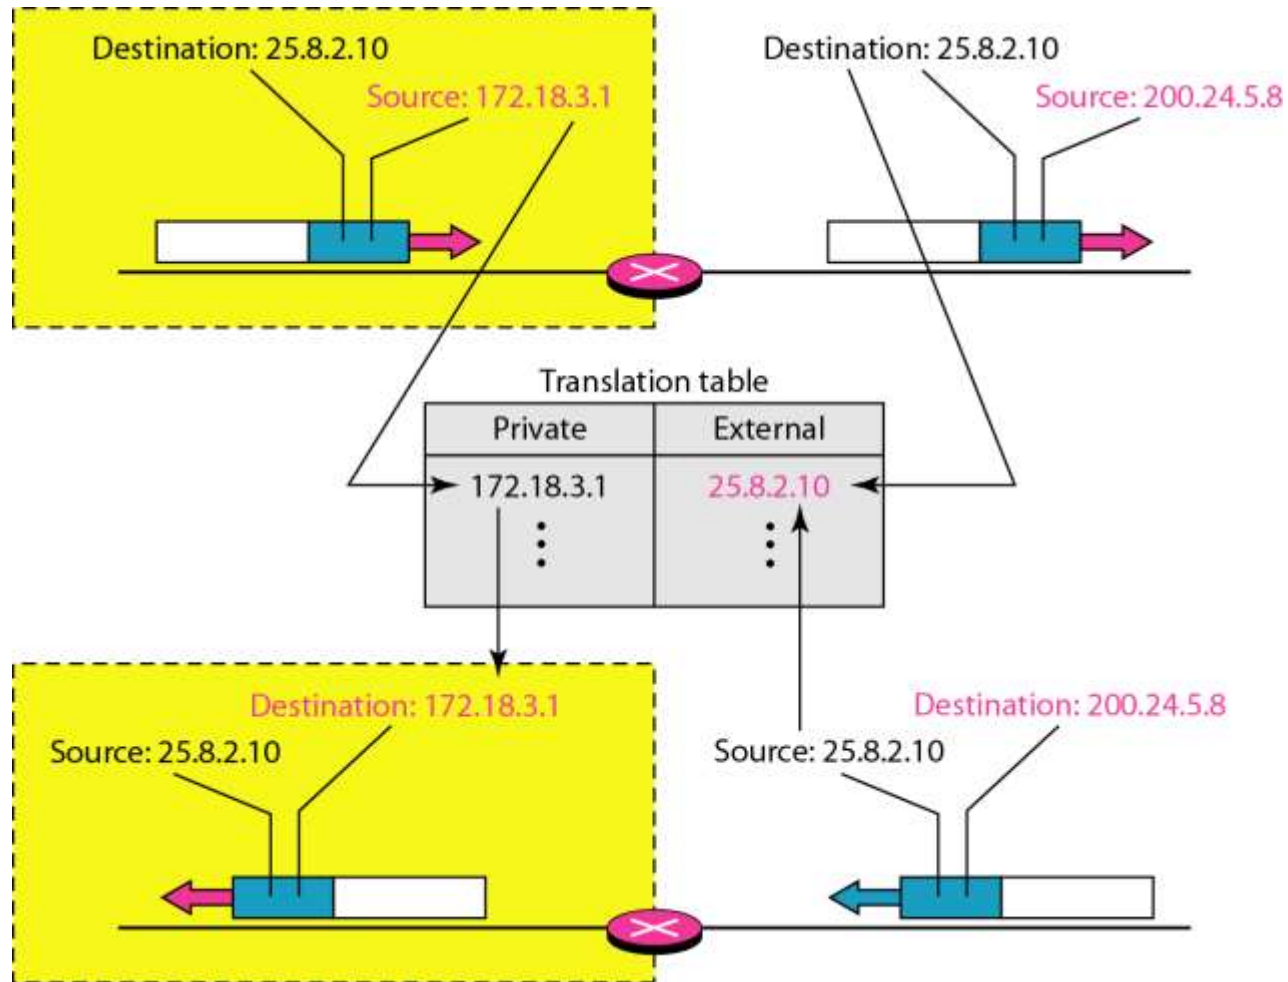 Destination: 25.8.2.10
Source: 172.18.3.1
Destination: 25.8.2.10
Source: 200.24.5.8
Translation table
Private External
172.18.3.1 25.8.2.10
Destination: 172.18.3.1
Source: 25.8.2.10
Destination: 200.24.5.8
Source: 25.8.2.10